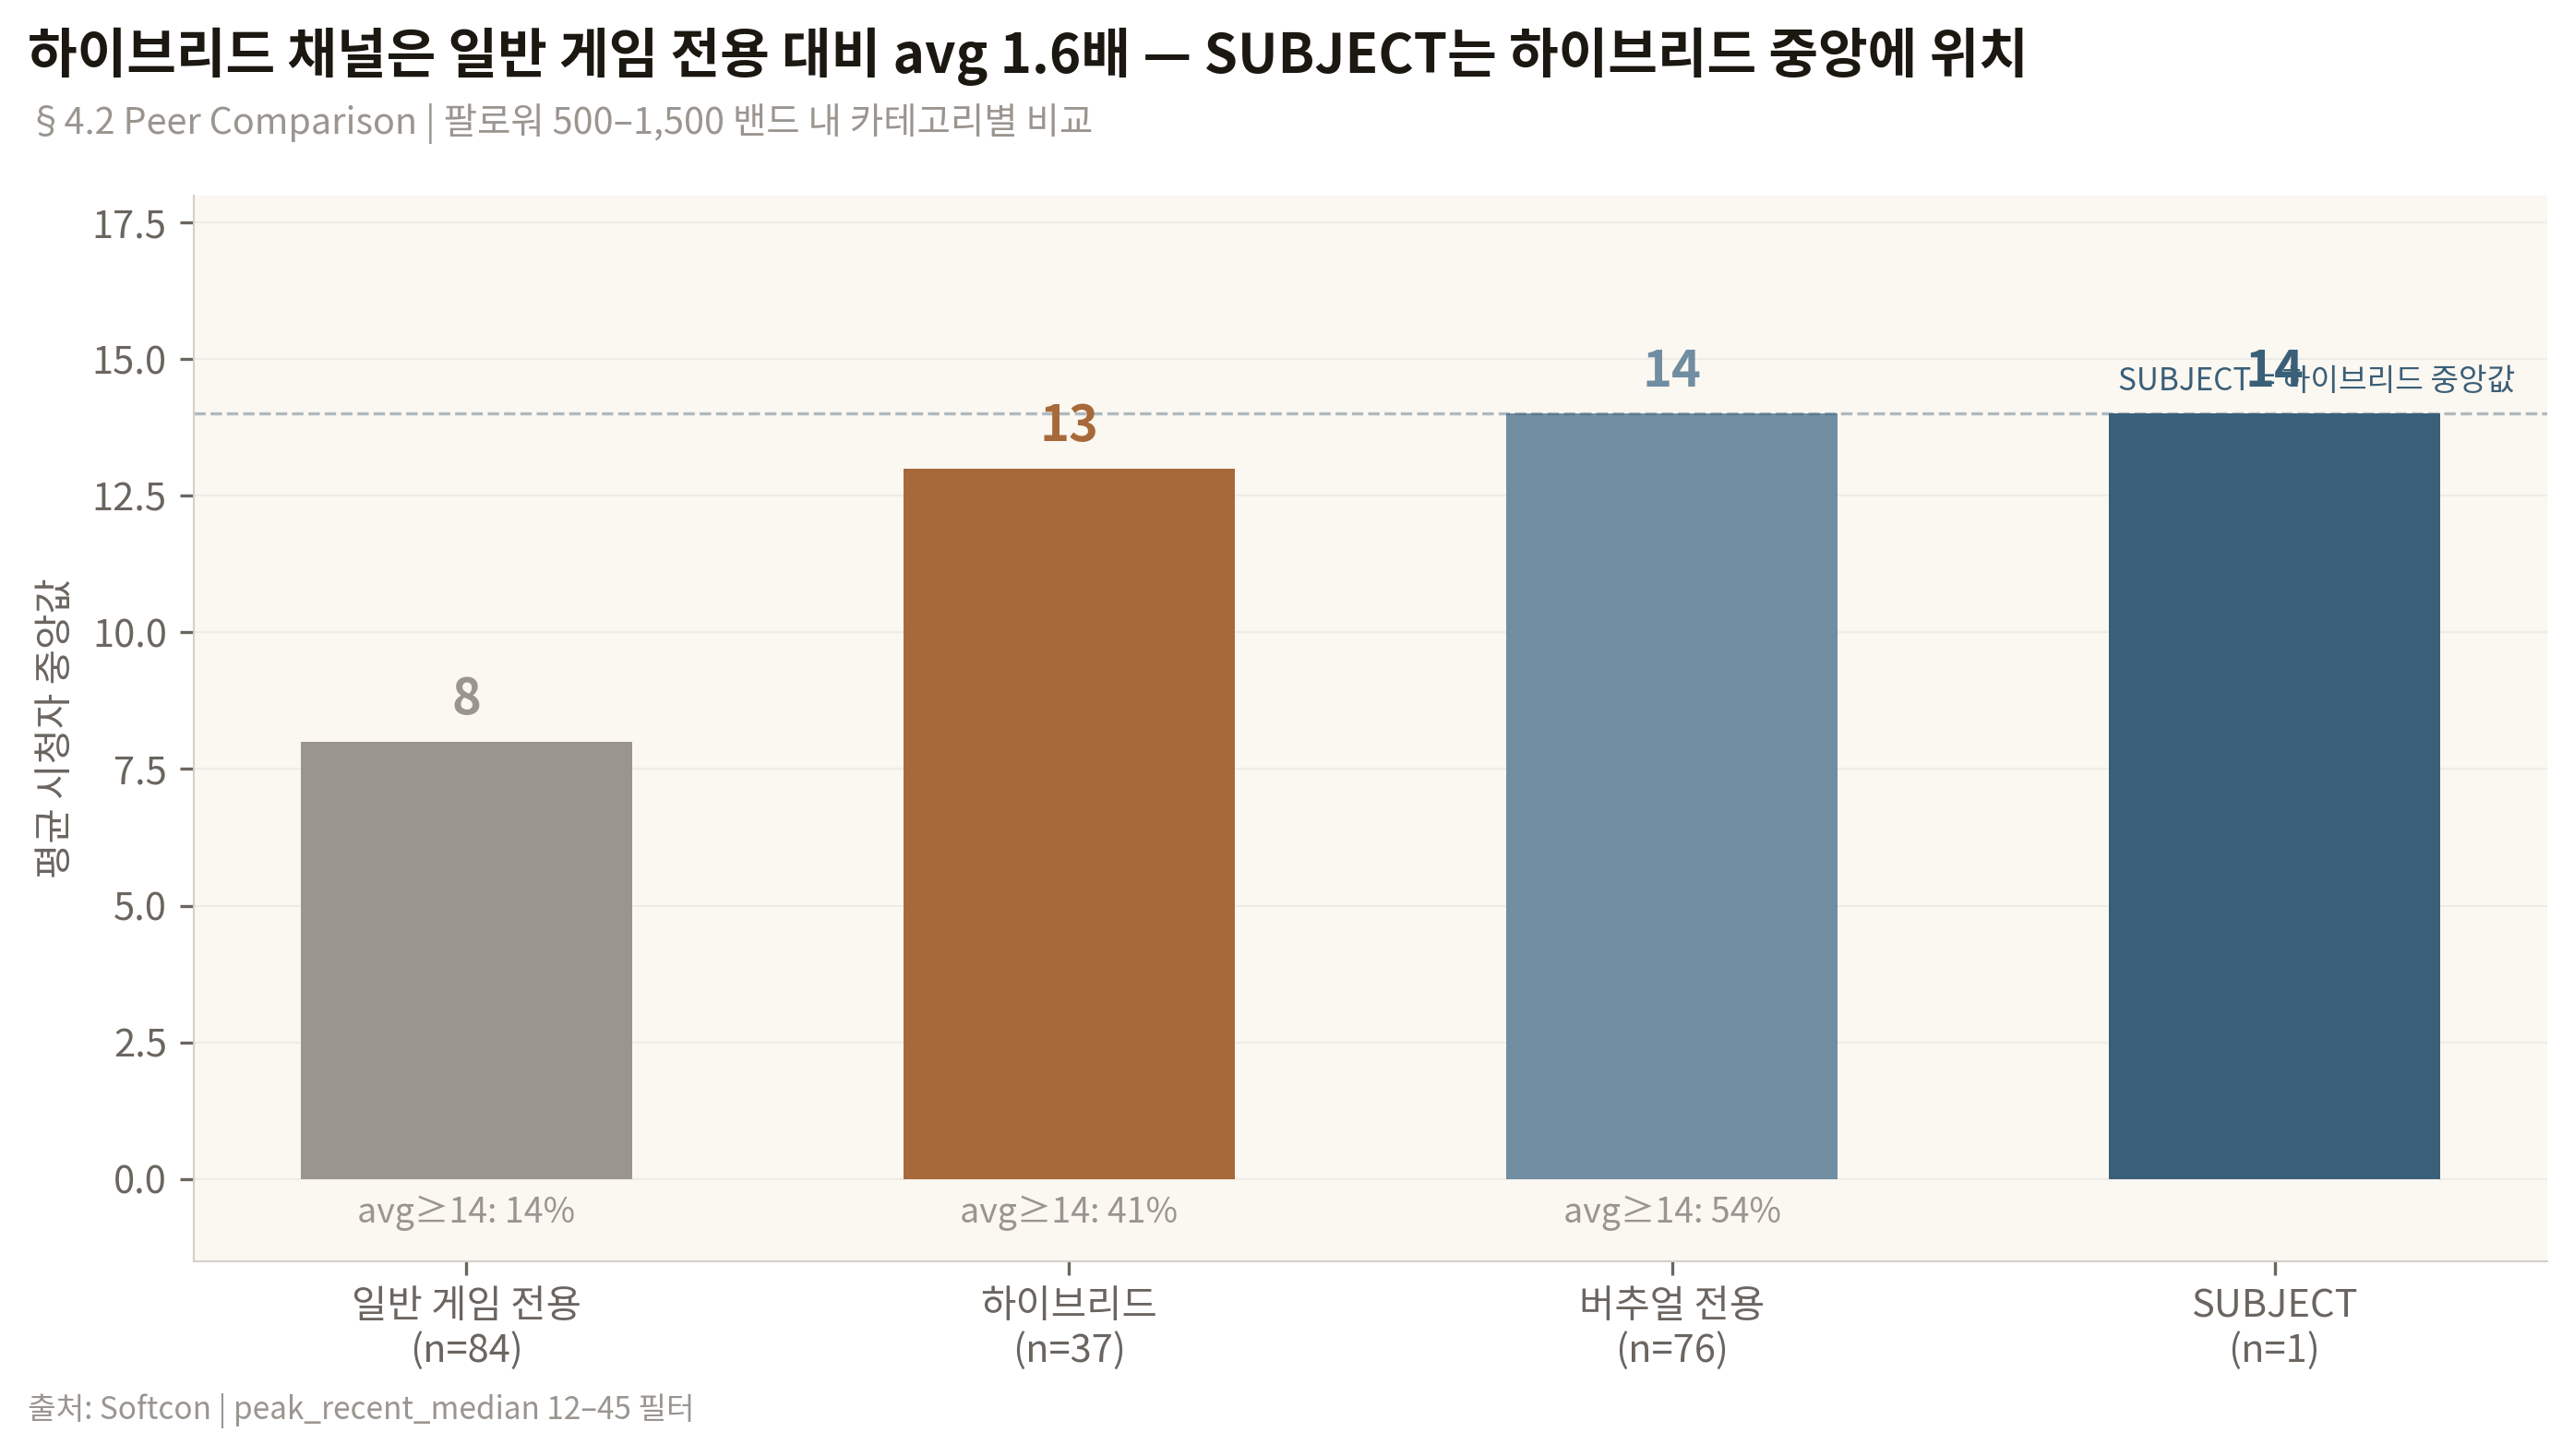 하이브리드 채널은 일반 게임 전용 대비 avg 1.6배 — SUBJECT는 하이브리드 중앙에 위치
§4.2 Peer Comparison | 팔로워 500–1,500 밴드 내 카테고리별 비교
평균 시청자 중앙값
17.5
15.0
12.5
10.0
7.5
5.0
2.5
0.0
8
13
14
14
SUBJECT = 하이브리드 중앙값
avg≥14: 14%
avg≥14: 41%
avg≥14: 54%
일반 게임 전용
(n=84)
하이브리드
(n=37)
버추얼 전용
(n=76)
SUBJECT
(n=1)
출처: Softcon | peak_recent_median 12–45 필터